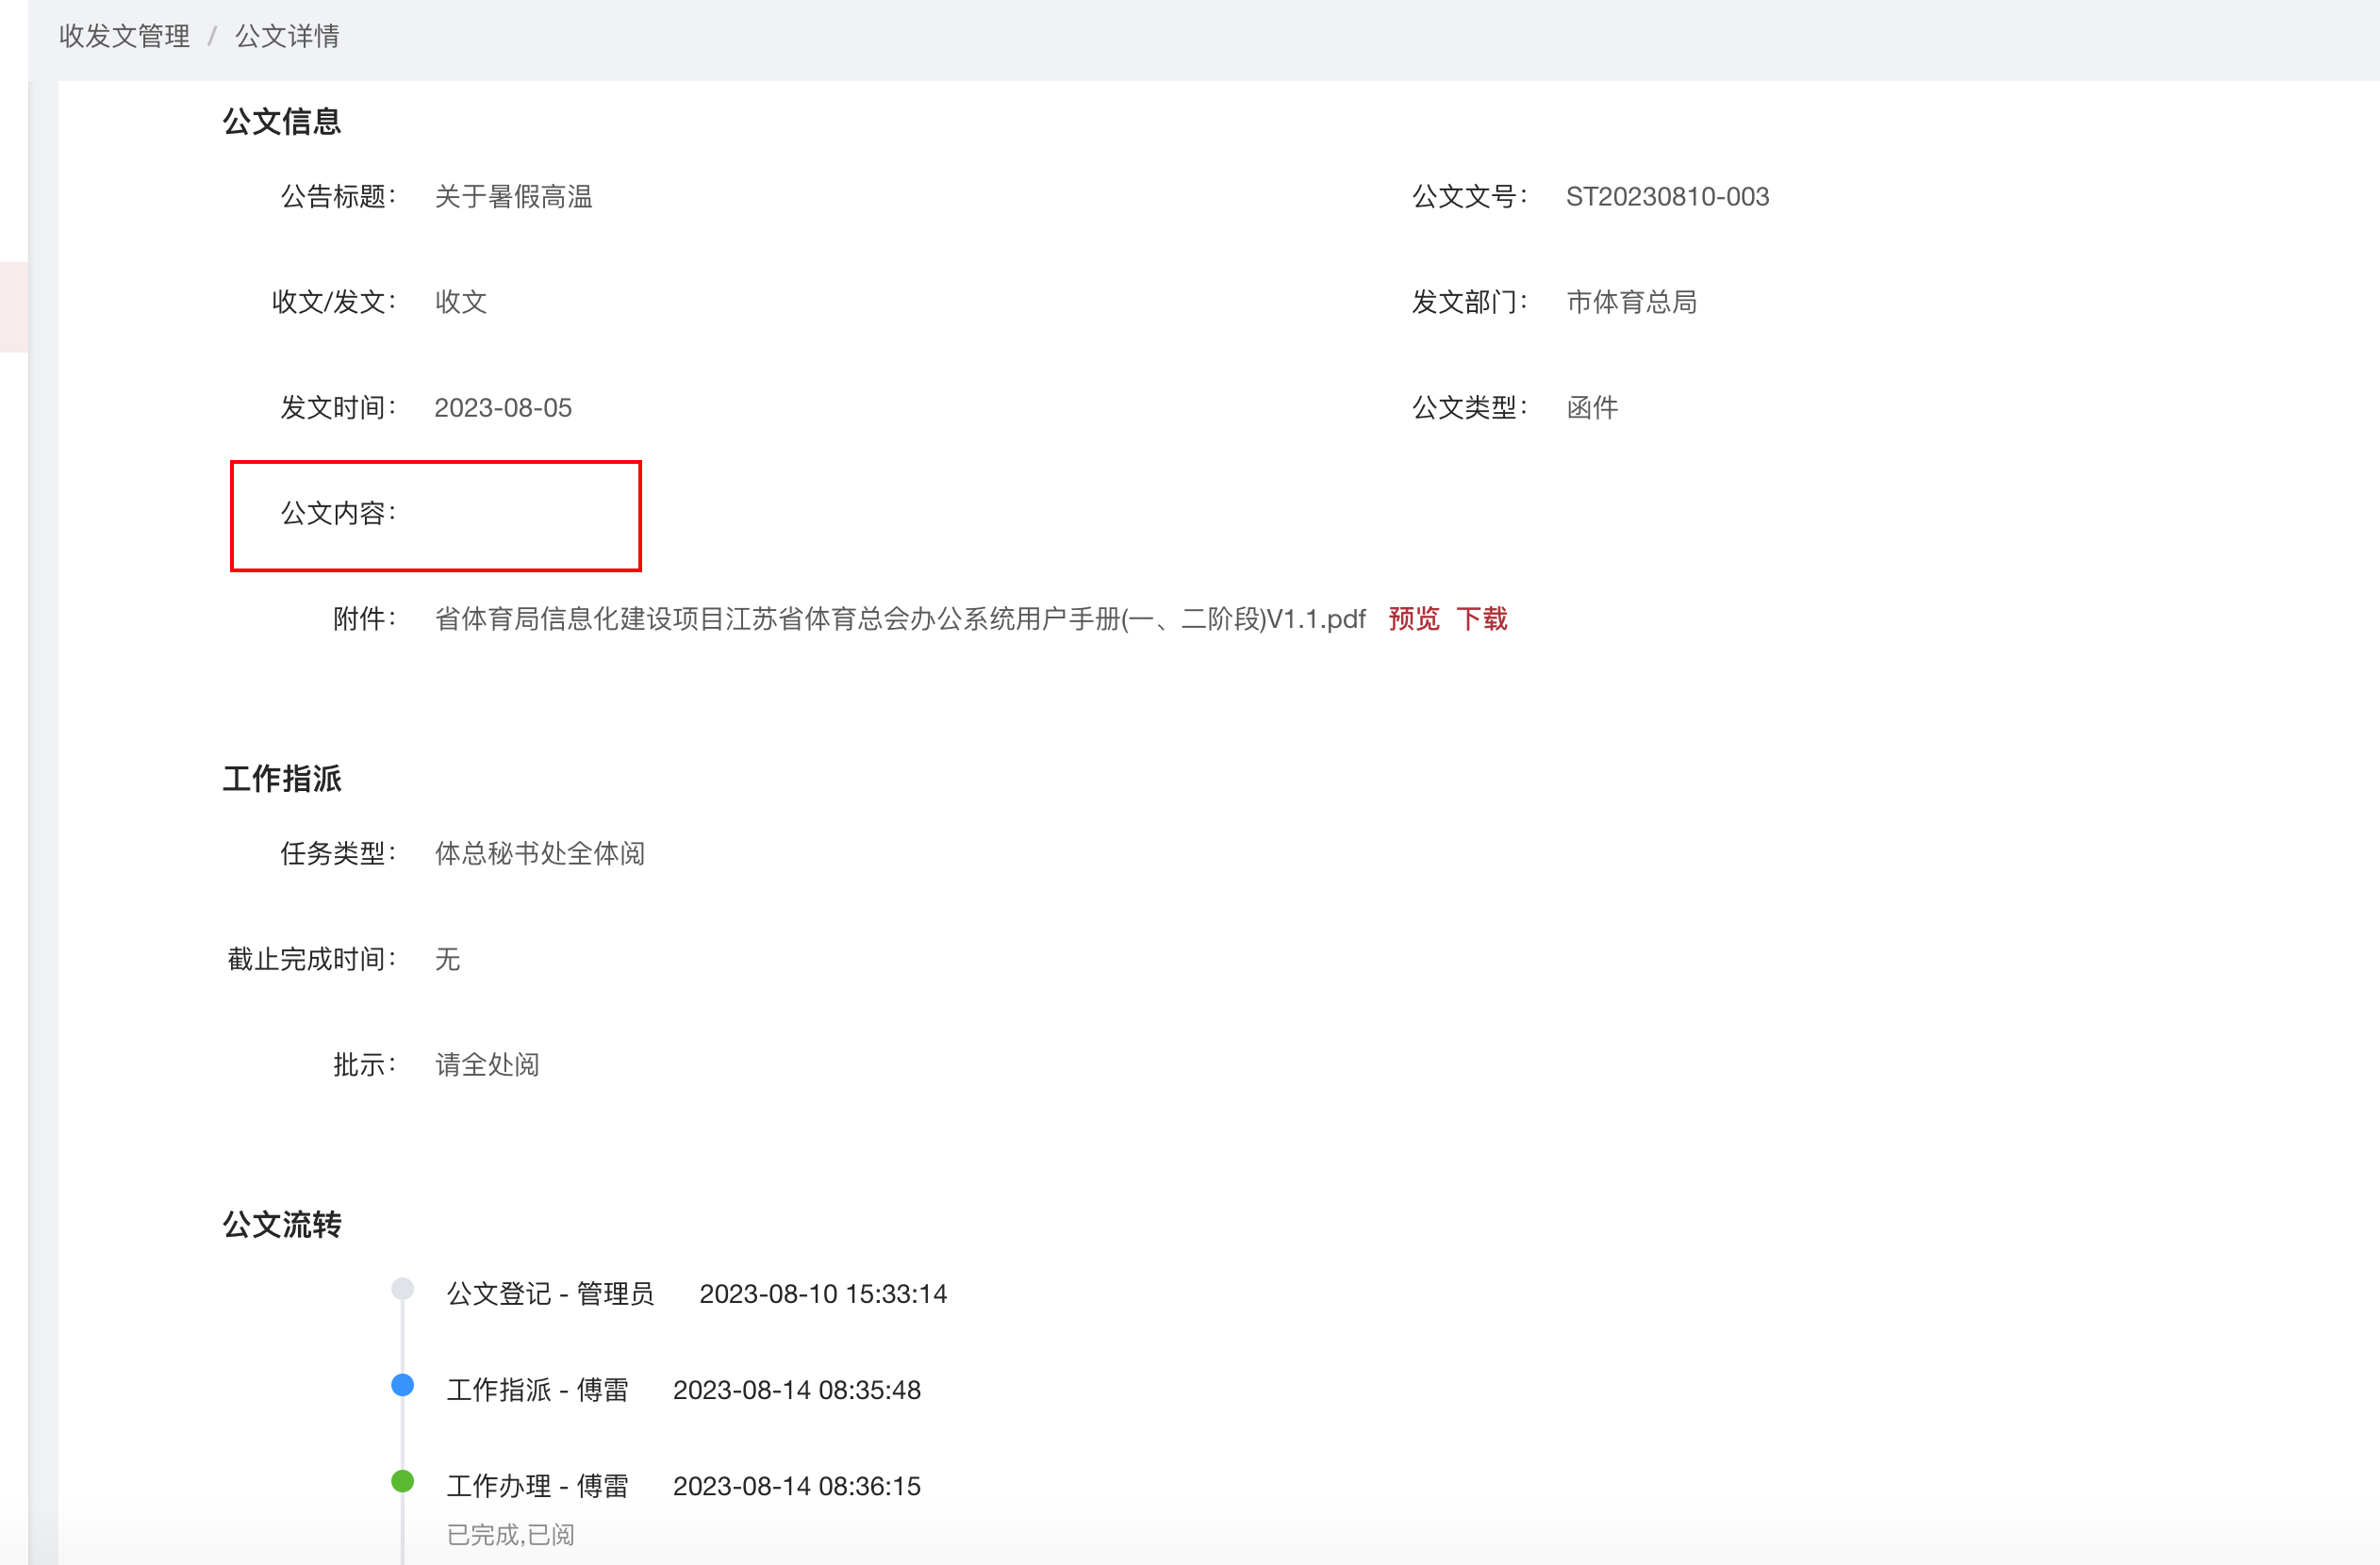 收发文管理 / 公文详情
公文信息
公告标题： 关于暑假高温 公文文号： ST20230810-003
收文/发文： 收文 发文部门： 市体育总局
发文时间： 2023-08-05 公文类型： 函件
公文内容：
附件： 省体育局信息化建设项目江苏省体育总会办公系统用户手册(一、二阶段)V1.1.pdf 预览 下载
工作指派
任务类型： 体总秘书处全体阅
截止完成时间： 无
批示： 请全处阅
公文流转
公文登记 - 管理员 2023-08-10 15:33:14
工作指派 - 傅雷 2023-08-14 08:35:48
工作办理 - 傅雷 2023-08-14 08:36:15
已完成,已阅